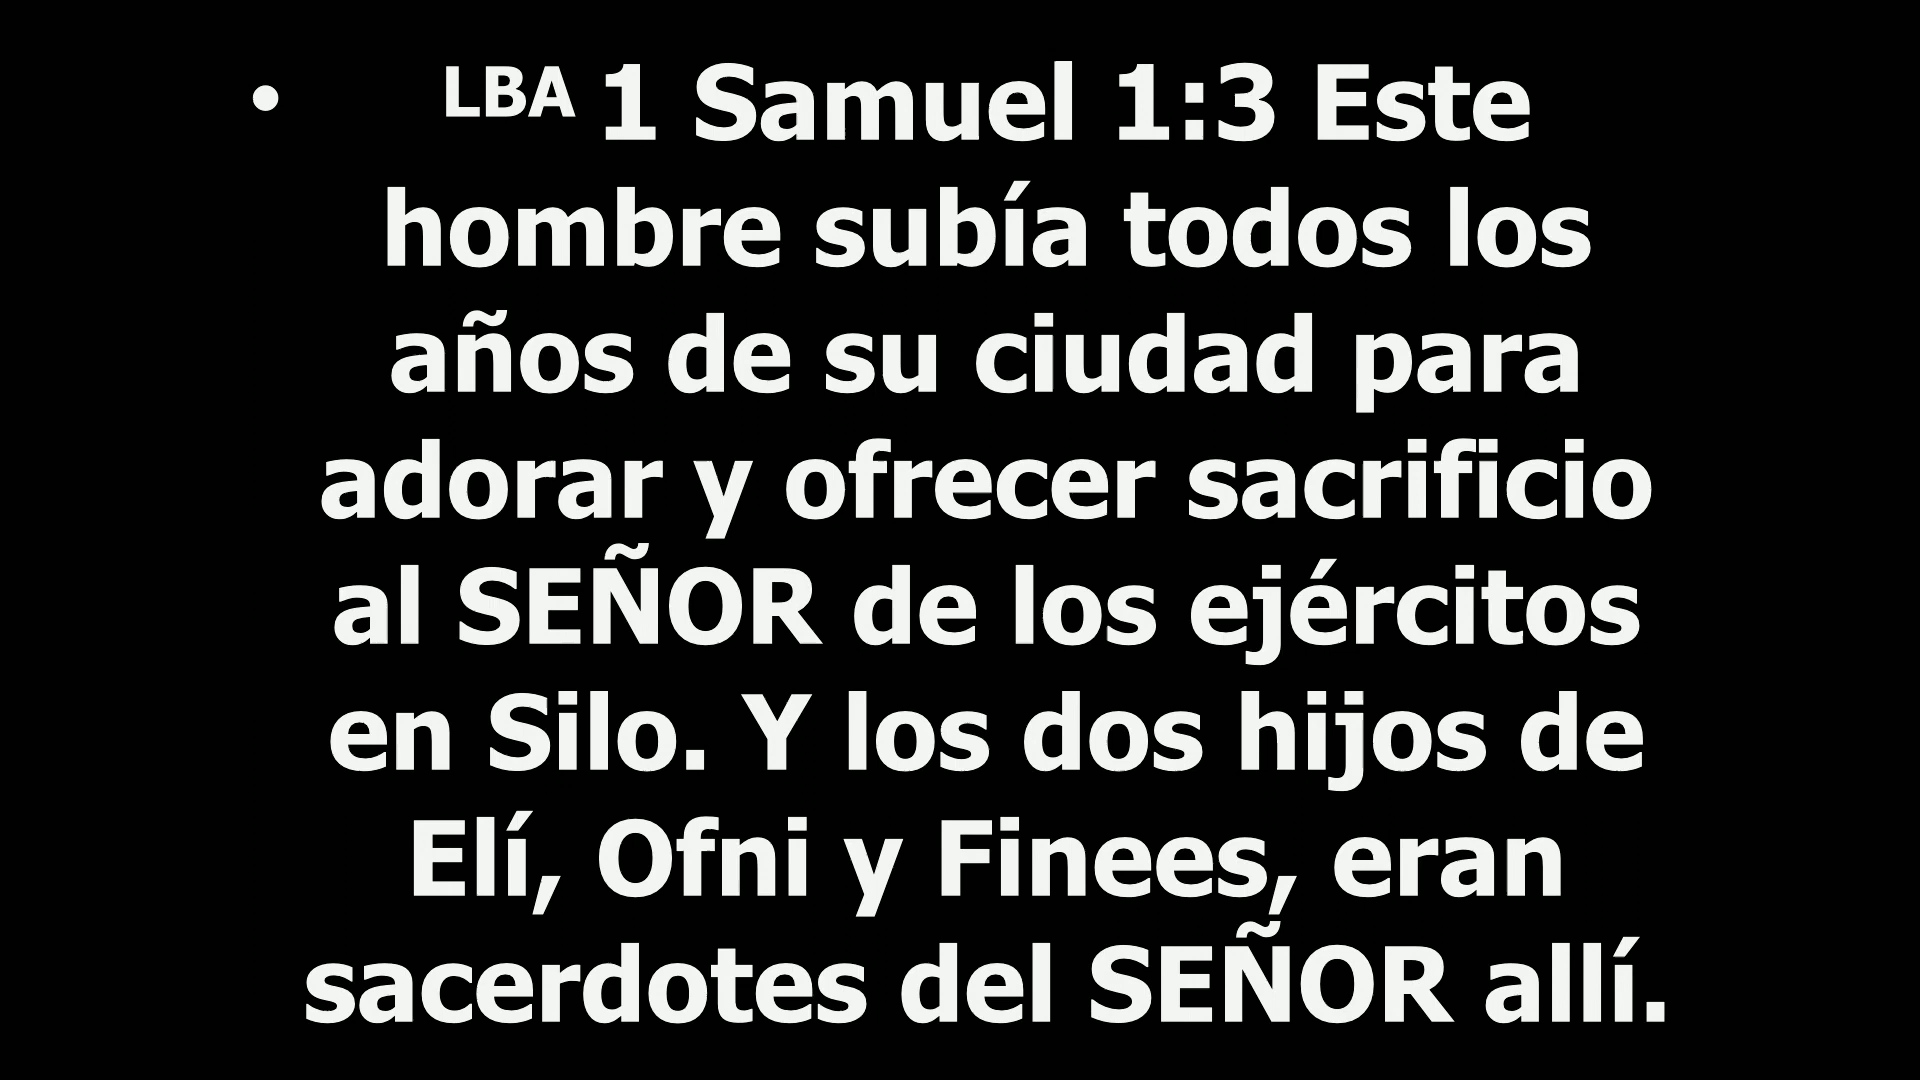 • LBA 1 Samuel 1:3 Este
hombre subía todos los
años de su ciudad para
adorar y ofrecer sacrificio
al SEÑOR de los ejércitos
en Silo. Y los dos hijos de
Elí, Ofni y Finees, eran
sacerdotes del SEÑOR allí.